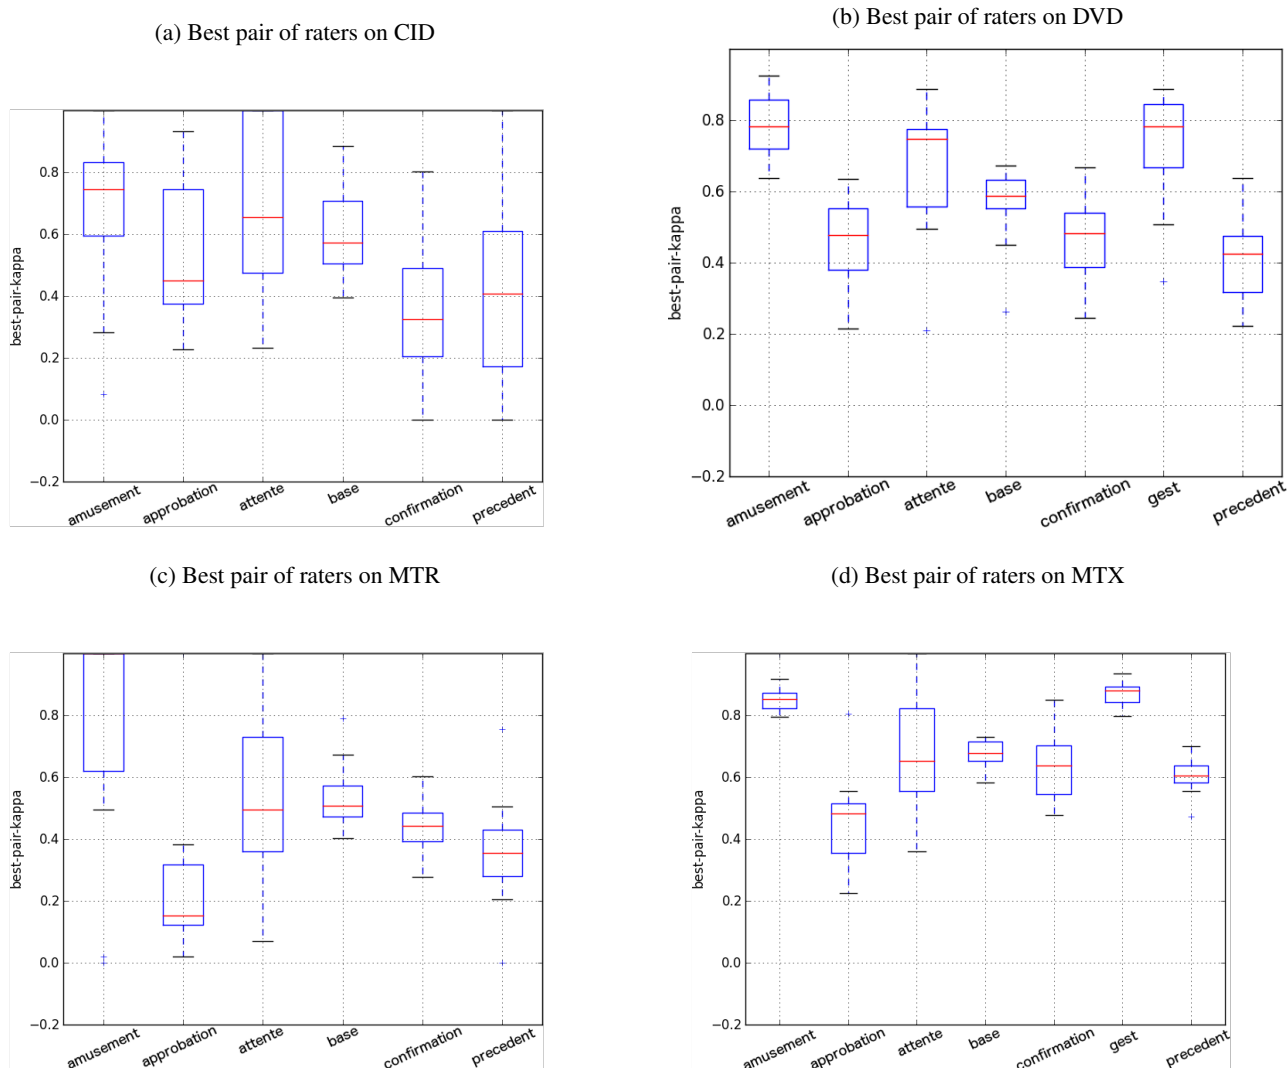 (a) Best pair of raters on CID
0.8
0.6
0.4
0.2
0.0
−0.2
best-pair-kappa
amusement approbation attente base confirmation precedent
(b) Best pair of raters on DVD
0.8
0.6
0.4
0.2
0.0
−0.2
best-pair-kappa
amusement approbation attente base confirmation gest precedent
(c) Best pair of raters on MTR
0.8
0.6
0.4
0.2
0.0
−0.2
best-pair-kappa
amusement approbation attente base confirmation precedent
(d) Best pair of raters on MTX
0.8
0.6
0.4
0.2
0.0
−0.2
best-pair-kappa
amusement approbation attente base confirmation gest precedent